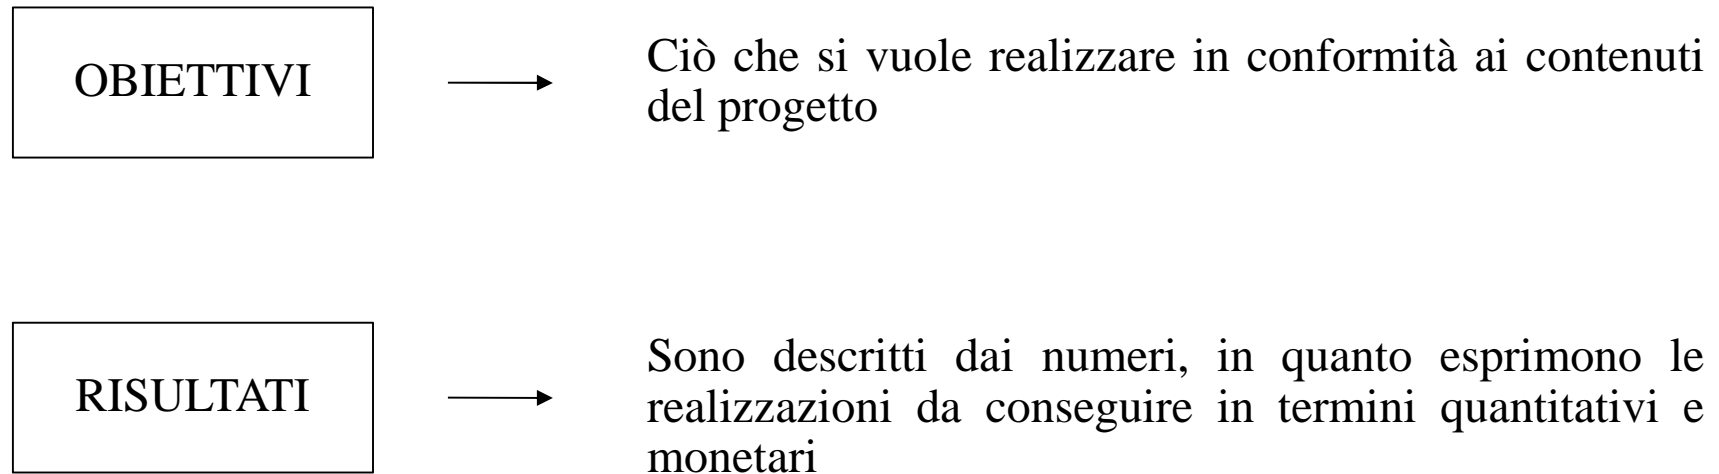 OBIETTIVI
Ciò che si vuole realizzare in conformità ai contenuti
del progetto
RISULTATI
Sono descritti dai numeri, in quanto esprimono le
realizzazioni da conseguire in termini quantitativi e
monetari